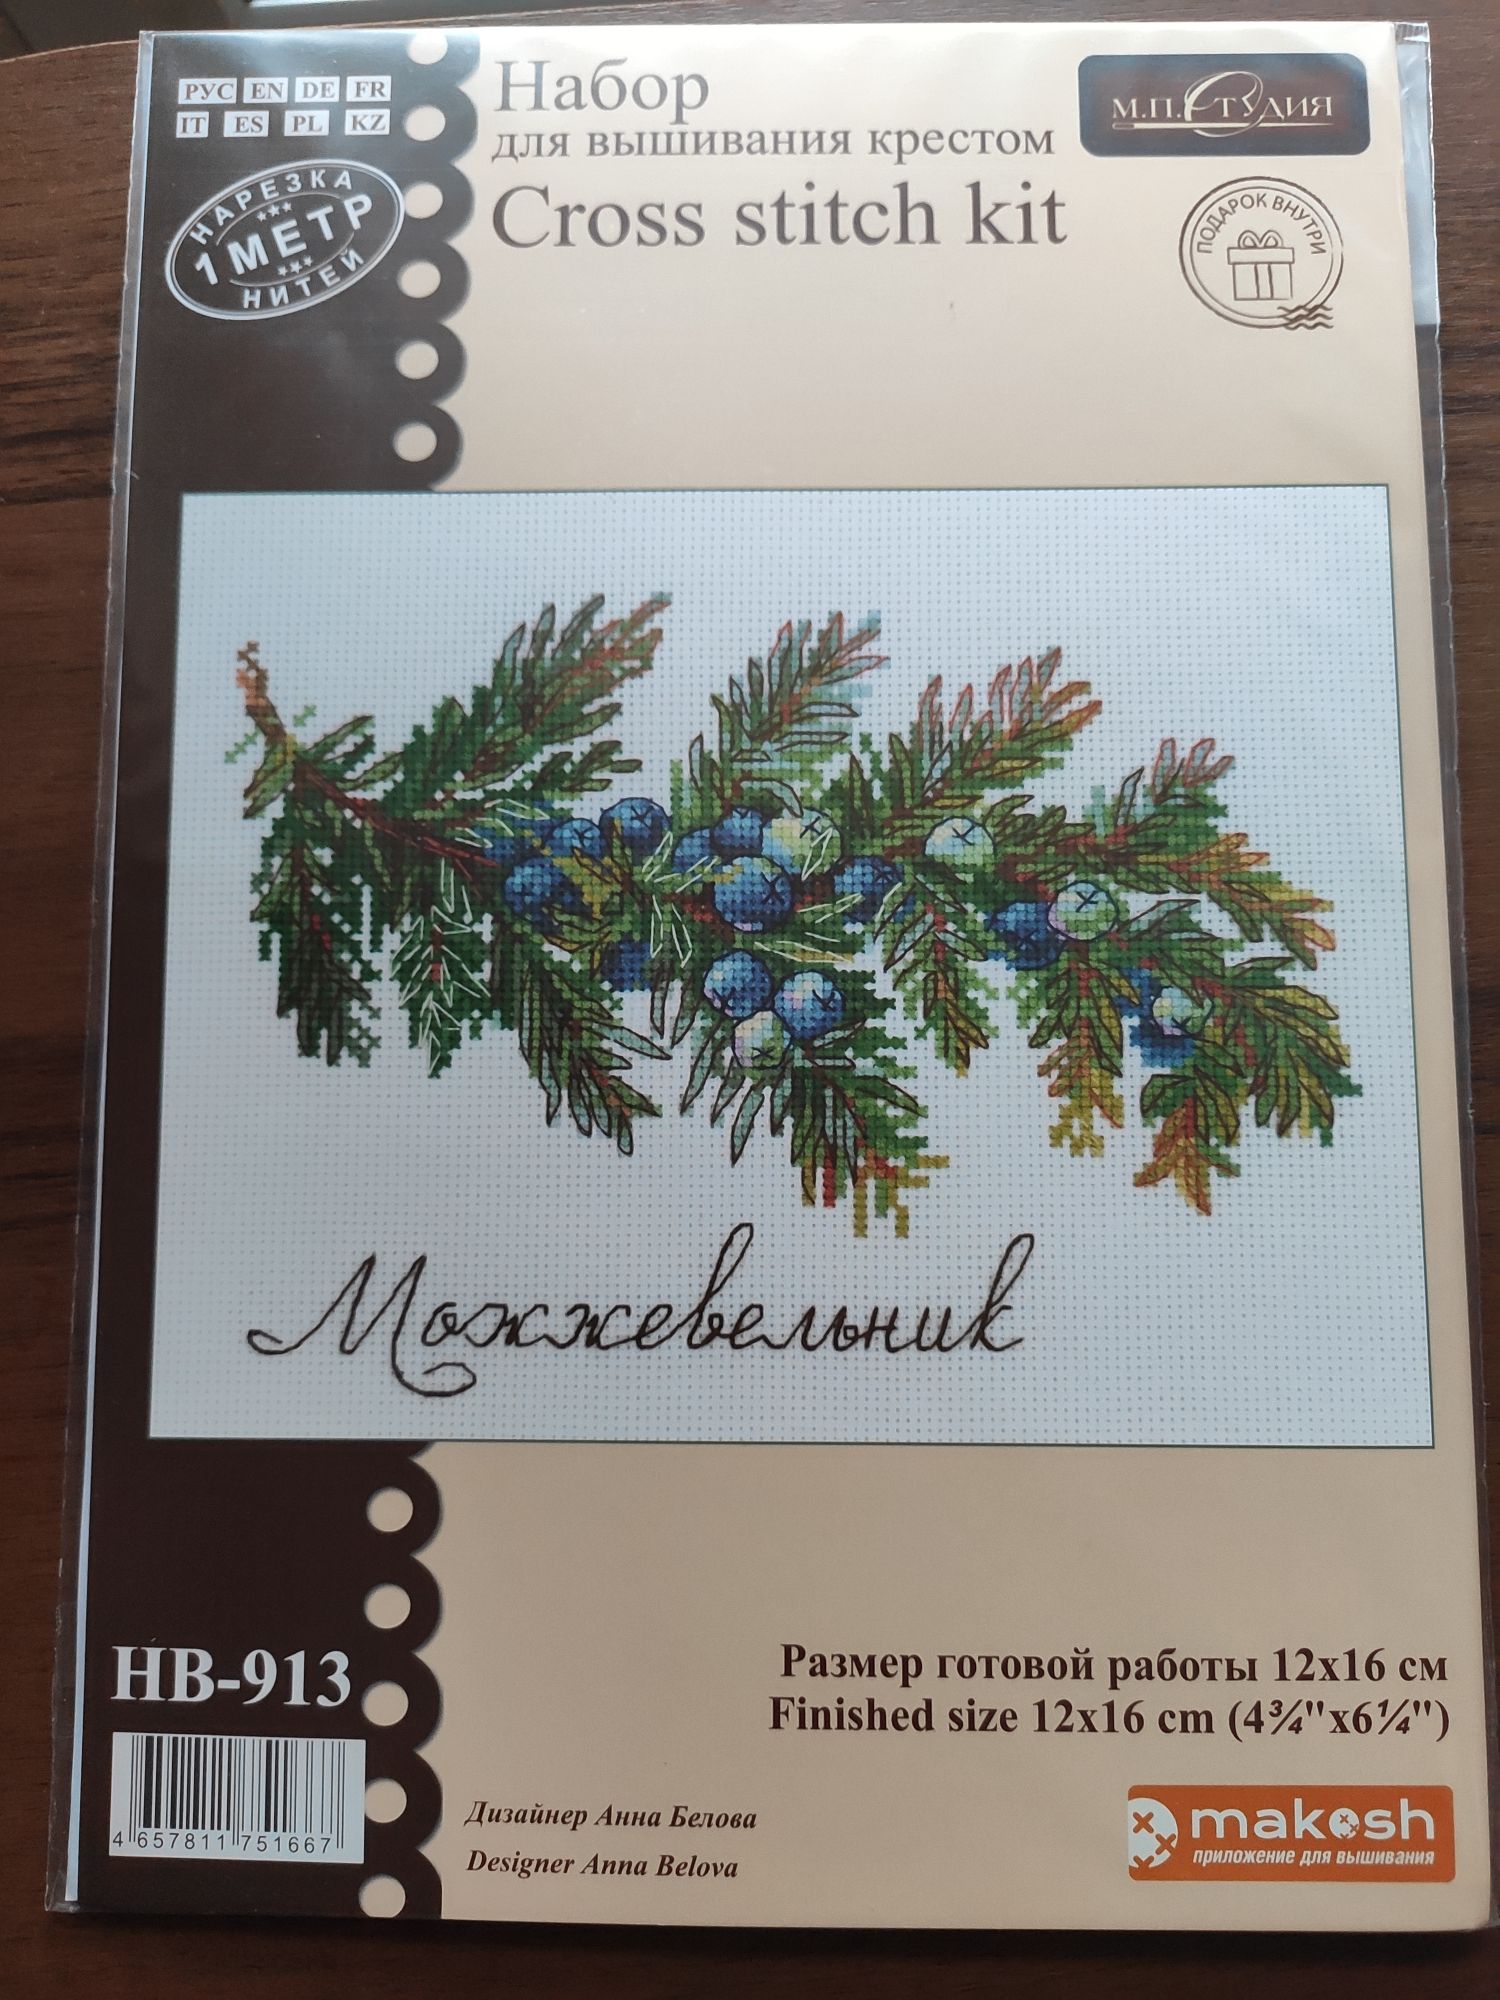 РУС EN DE FR
IT ES PL KZ
НАРЕЗКА
1 МЕТР
НИТЕЙ
Набор
для вышивания крестом
Cross stitch kit
М.П.СТУДИЯ
ПОДАРОК ВНУТРИ
Можжевельник
НВ-913
4 657811 751667
Размер готовой работы 12х16 см
Finished size 12x16 cm (4¾"x6¼")
Дизайнер Анна Белова
Designer Anna Belova
makosh
приложение для вышивания